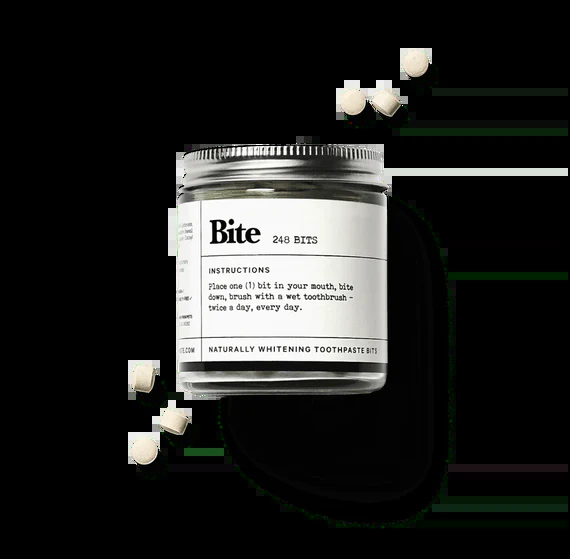 Bite 248 BITS
INSTRUCTIONS
Place one (1) bit in your mouth, bite
down, brush with a wet toothbrush –
twice a day, every day.
NATURALLY WHITENING TOOTHPASTE BITS